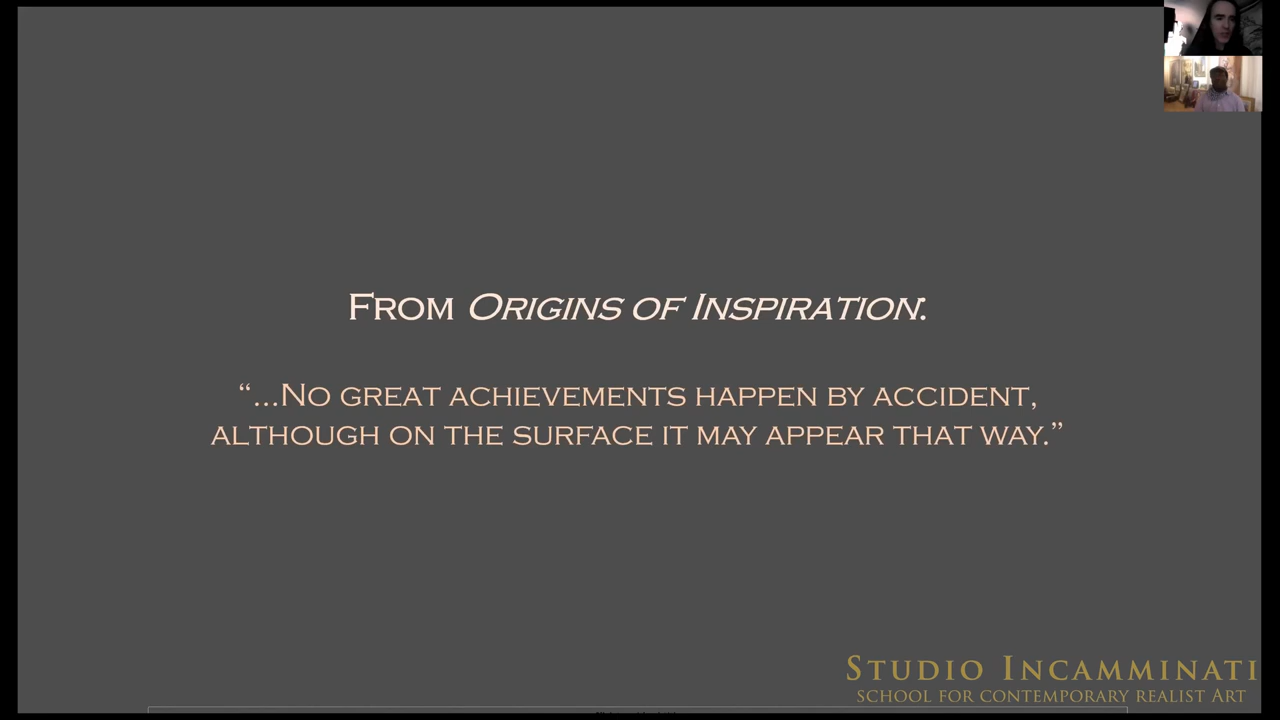 From Origins of Inspiration:
“...No great achievements happen by accident,
although on the surface it may appear that way.”
Studio Incamminati
School for Contemporary Realist Art